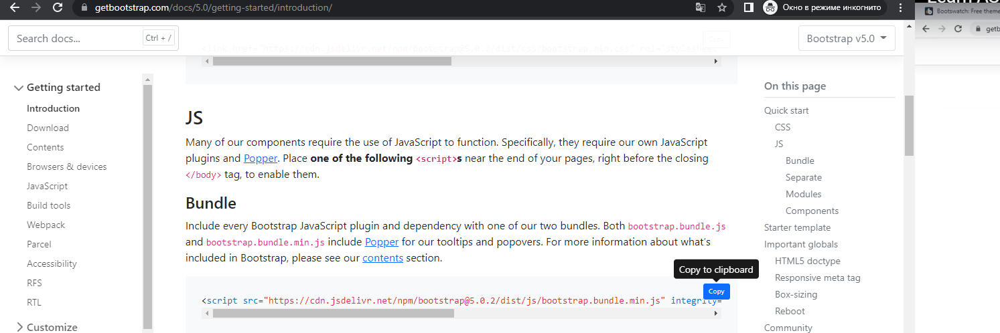 getbootstrap.com/docs/5.0/getting-started/introduction/
Окно в режиме инкогнито
Bootswatch: Free theme
getb
Search docs...
Ctrl + /
Bootstrap v5.0
<link href="https://cdn.jsdelivr.net/npm/bootstrap@5.0.2/dist/css/bootstrap.min.css" rel="stylesheet
Copy
Getting started
Introduction
Download
Contents
Browsers & devices
JavaScript
Build tools
Webpack
Parcel
Accessibility
RFS
RTL
Customize
JS
Many of our components require the use of JavaScript to function. Specifically, they require our own JavaScript
plugins and Popper. Place one of the following <script>s near the end of your pages, right before the closing
</body> tag, to enable them.
Bundle
Include every Bootstrap JavaScript plugin and dependency with one of our two bundles. Both bootstrap.bundle.js
and bootstrap.bundle.min.js include Popper for our tooltips and popovers. For more information about what's
included in Bootstrap, please see our contents section.
Copy to clipboard
Copy
<script src="https://cdn.jsdelivr.net/npm/bootstrap@5.0.2/dist/js/bootstrap.bundle.min.js" integrity=
On this page
Quick start
CSS
JS
Bundle
Separate
Modules
Components
Starter template
Important globals
HTML5 doctype
Responsive meta tag
Box-sizing
Reboot
Community